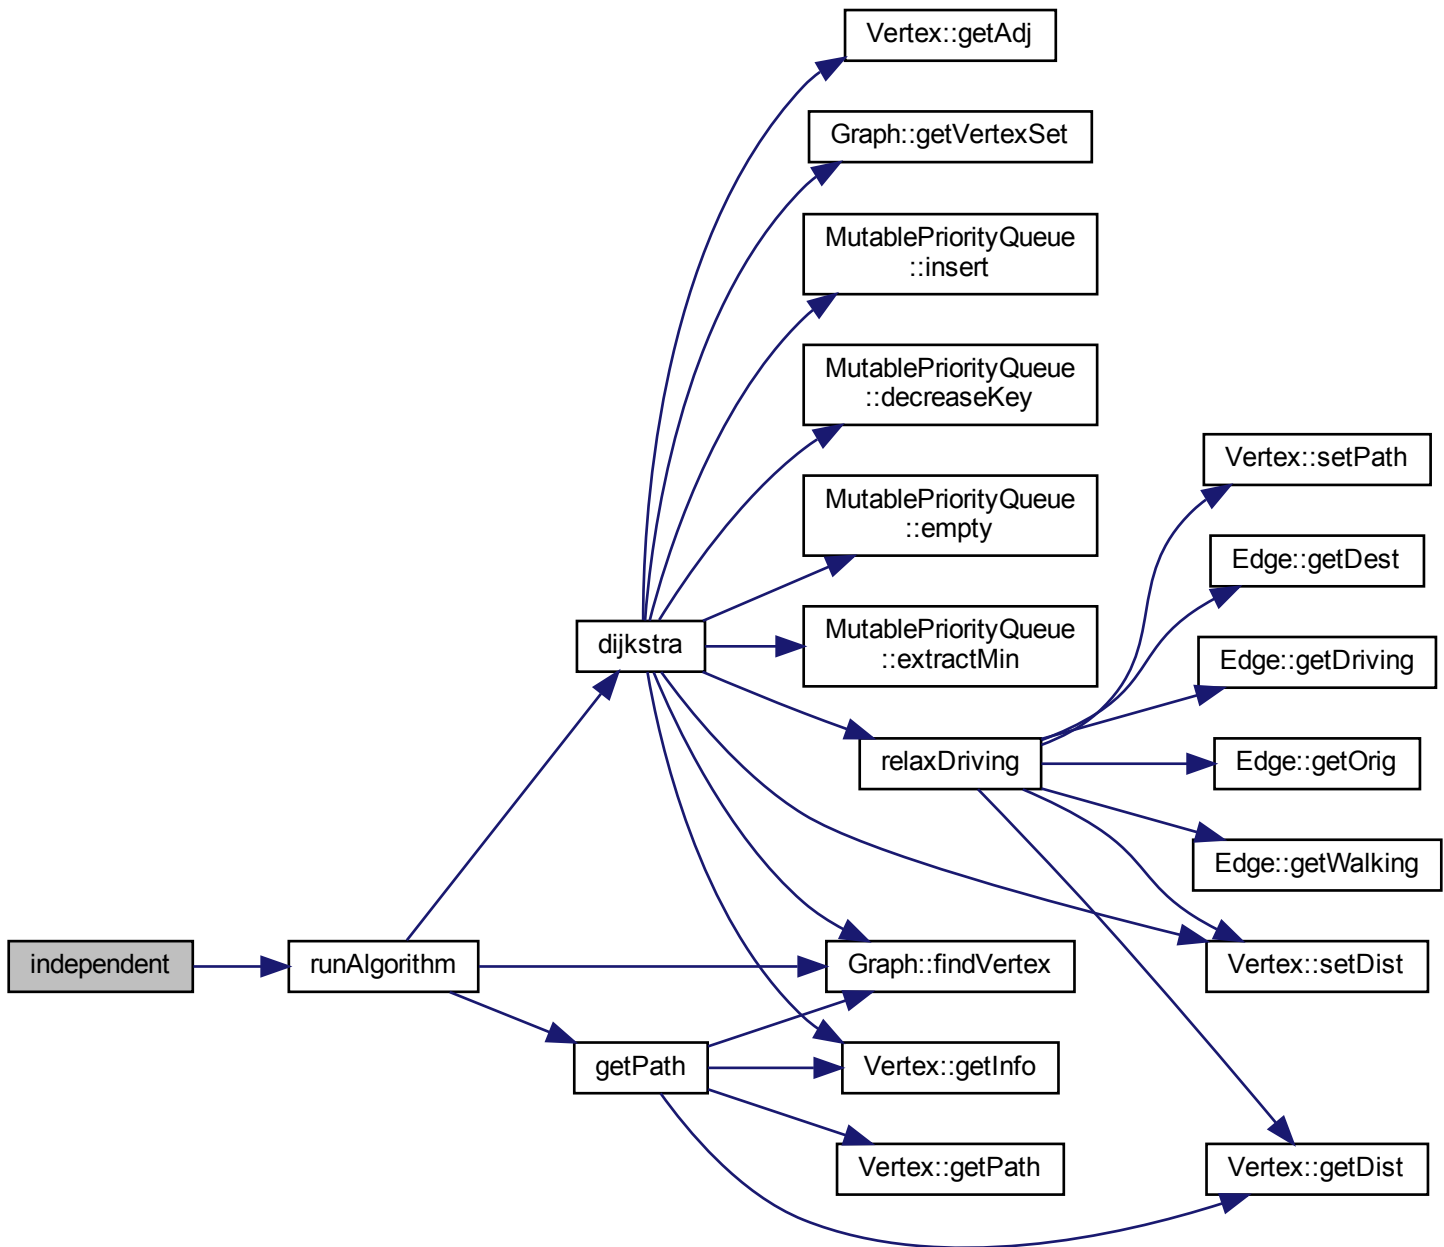 Vertex::getAdj
Graph::getVertexSet
MutablePriorityQueue
::insert
MutablePriorityQueue
::decreaseKey
Vertex::setPath
MutablePriorityQueue
::empty
Edge::getDest
dijkstra
MutablePriorityQueue
::extractMin
Edge::getDriving
relaxDriving
Edge::getOrig
Edge::getWalking
independent
runAlgorithm
Graph::findVertex
Vertex::setDist
getPath
Vertex::getInfo
Vertex::getPath
Vertex::getDist